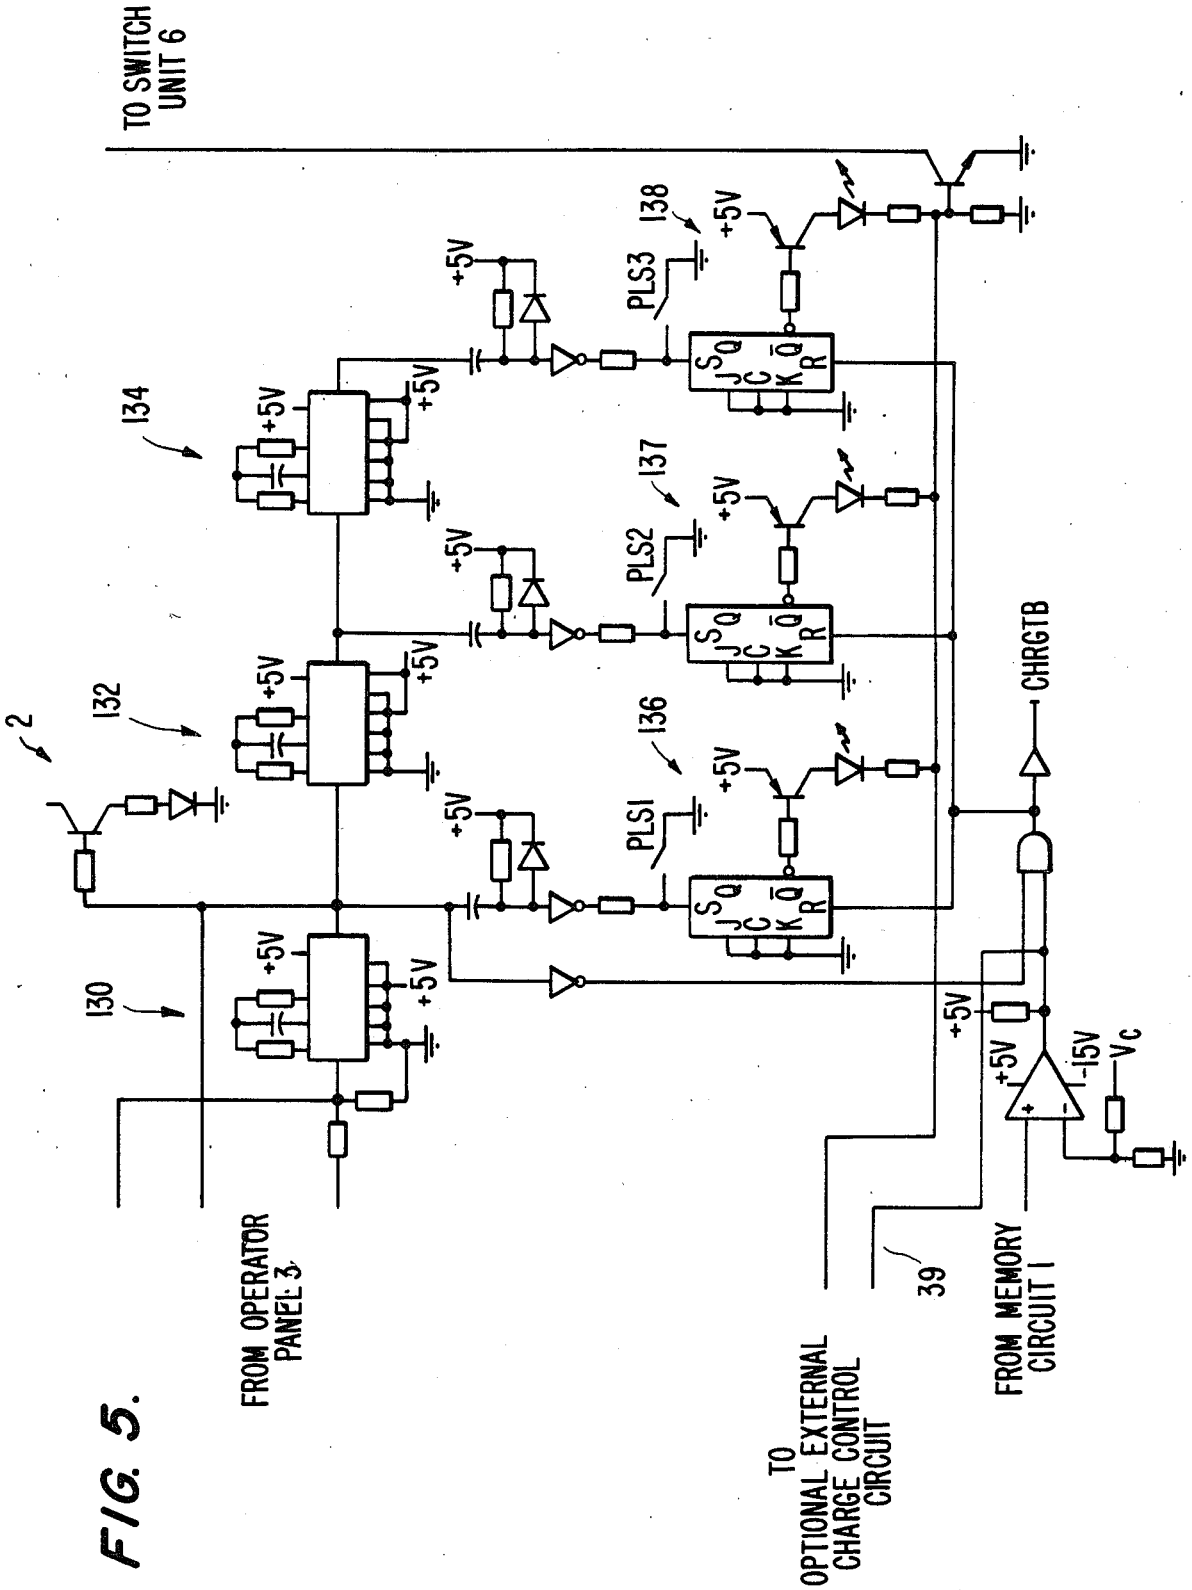 FIG. 5.
TO SWITCH
UNIT 6
2
130
132
134
+5V
+5V
+5V
+5V
+5V
+5V
FROM OPERATOR
PANEL 3
+5V
+5V
+5V
PLS1
PLS2
PLS3
136
137
138
S Q
J
C
K Q̅
R
S Q
J
C
K Q̅
R
S Q
J
C
K Q̅
R
+5V
+5V
+5V
TO
OPTIONAL EXTERNAL
CHARGE CONTROL
CIRCUIT
39
+5V
+5V
-15V
+
-
VC
CHRGTB
FROM MEMORY
CIRCUIT 1